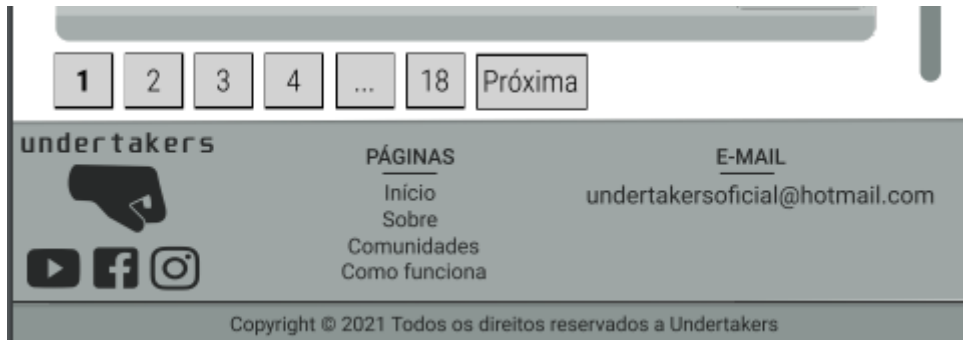 1 2 3 4 ... 18 Próxima
undertakers
PÁGINAS
Início
Sobre
Comunidades
Como funciona
E-MAIL
undertakersoficial@hotmail.com
Copyright © 2021 Todos os direitos reservados a Undertakers